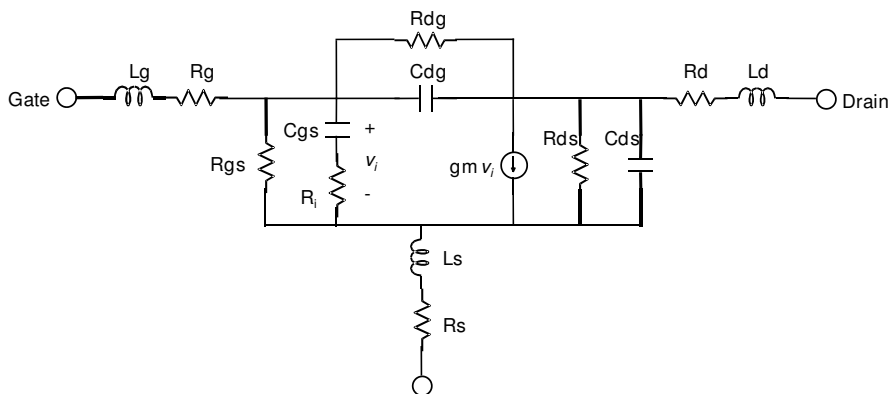 Rdg
Lg
Rg
Cdg
Rd
Ld
Gate
Drain
Cgs
+
Rds
Cds
Rgs
vi
gm vi
Ri
-
Ls
Rs